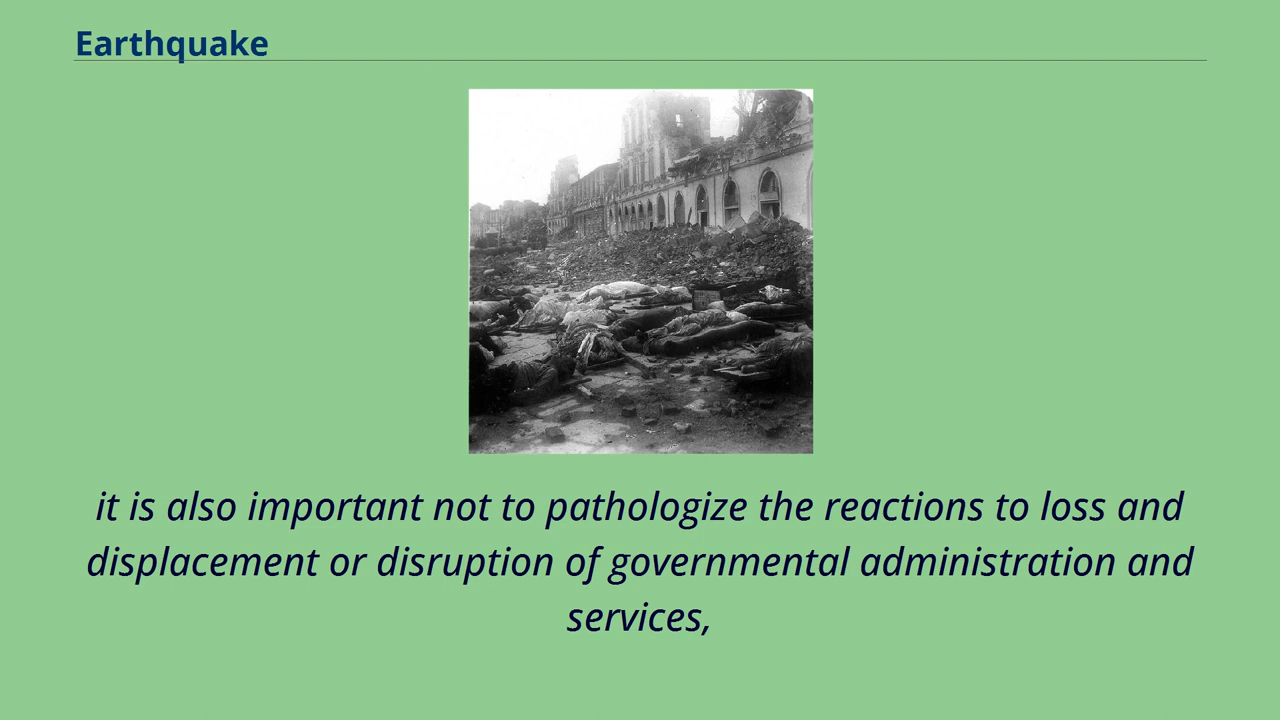 Earthquake
it is also important not to pathologize the reactions to loss and
displacement or disruption of governmental administration and
services,